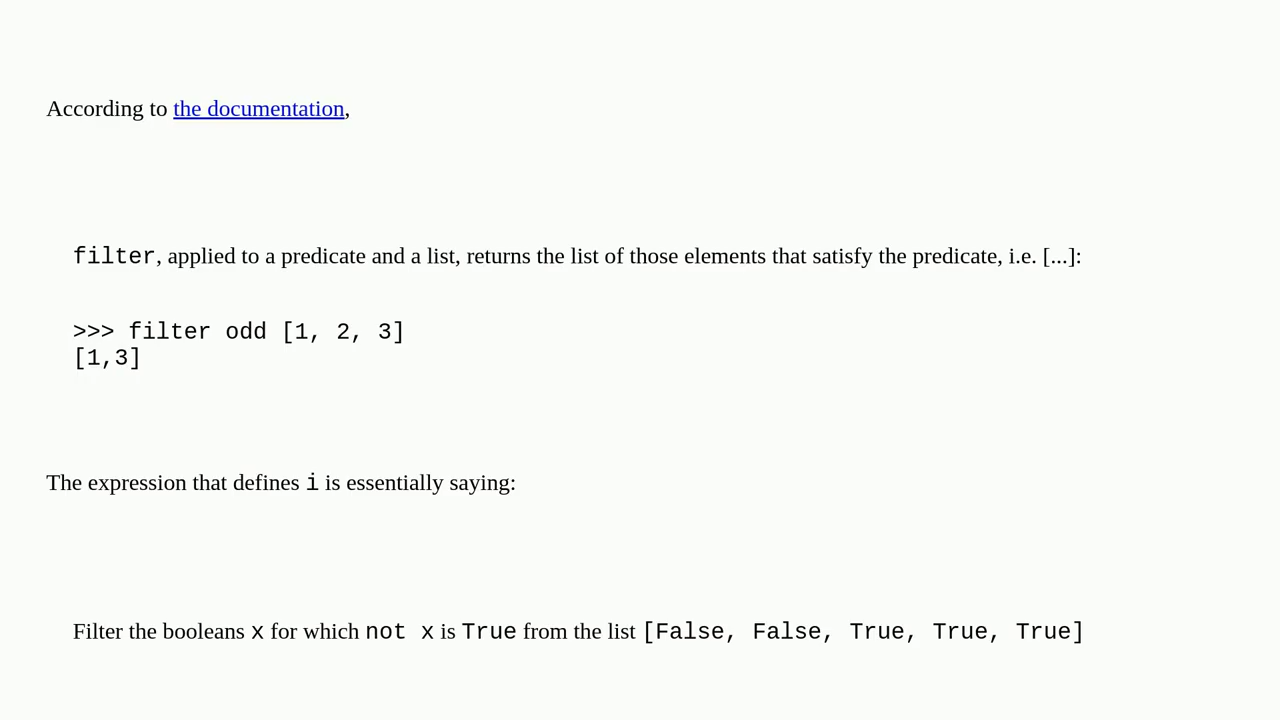 According to the documentation,
filter, applied to a predicate and a list, returns the list of those elements that satisfy the predicate, i.e. [...]:
>>> filter odd [1, 2, 3]
[1,3]
The expression that defines i is essentially saying:
Filter the booleans x for which not x is True from the list [False, False, True, True, True]